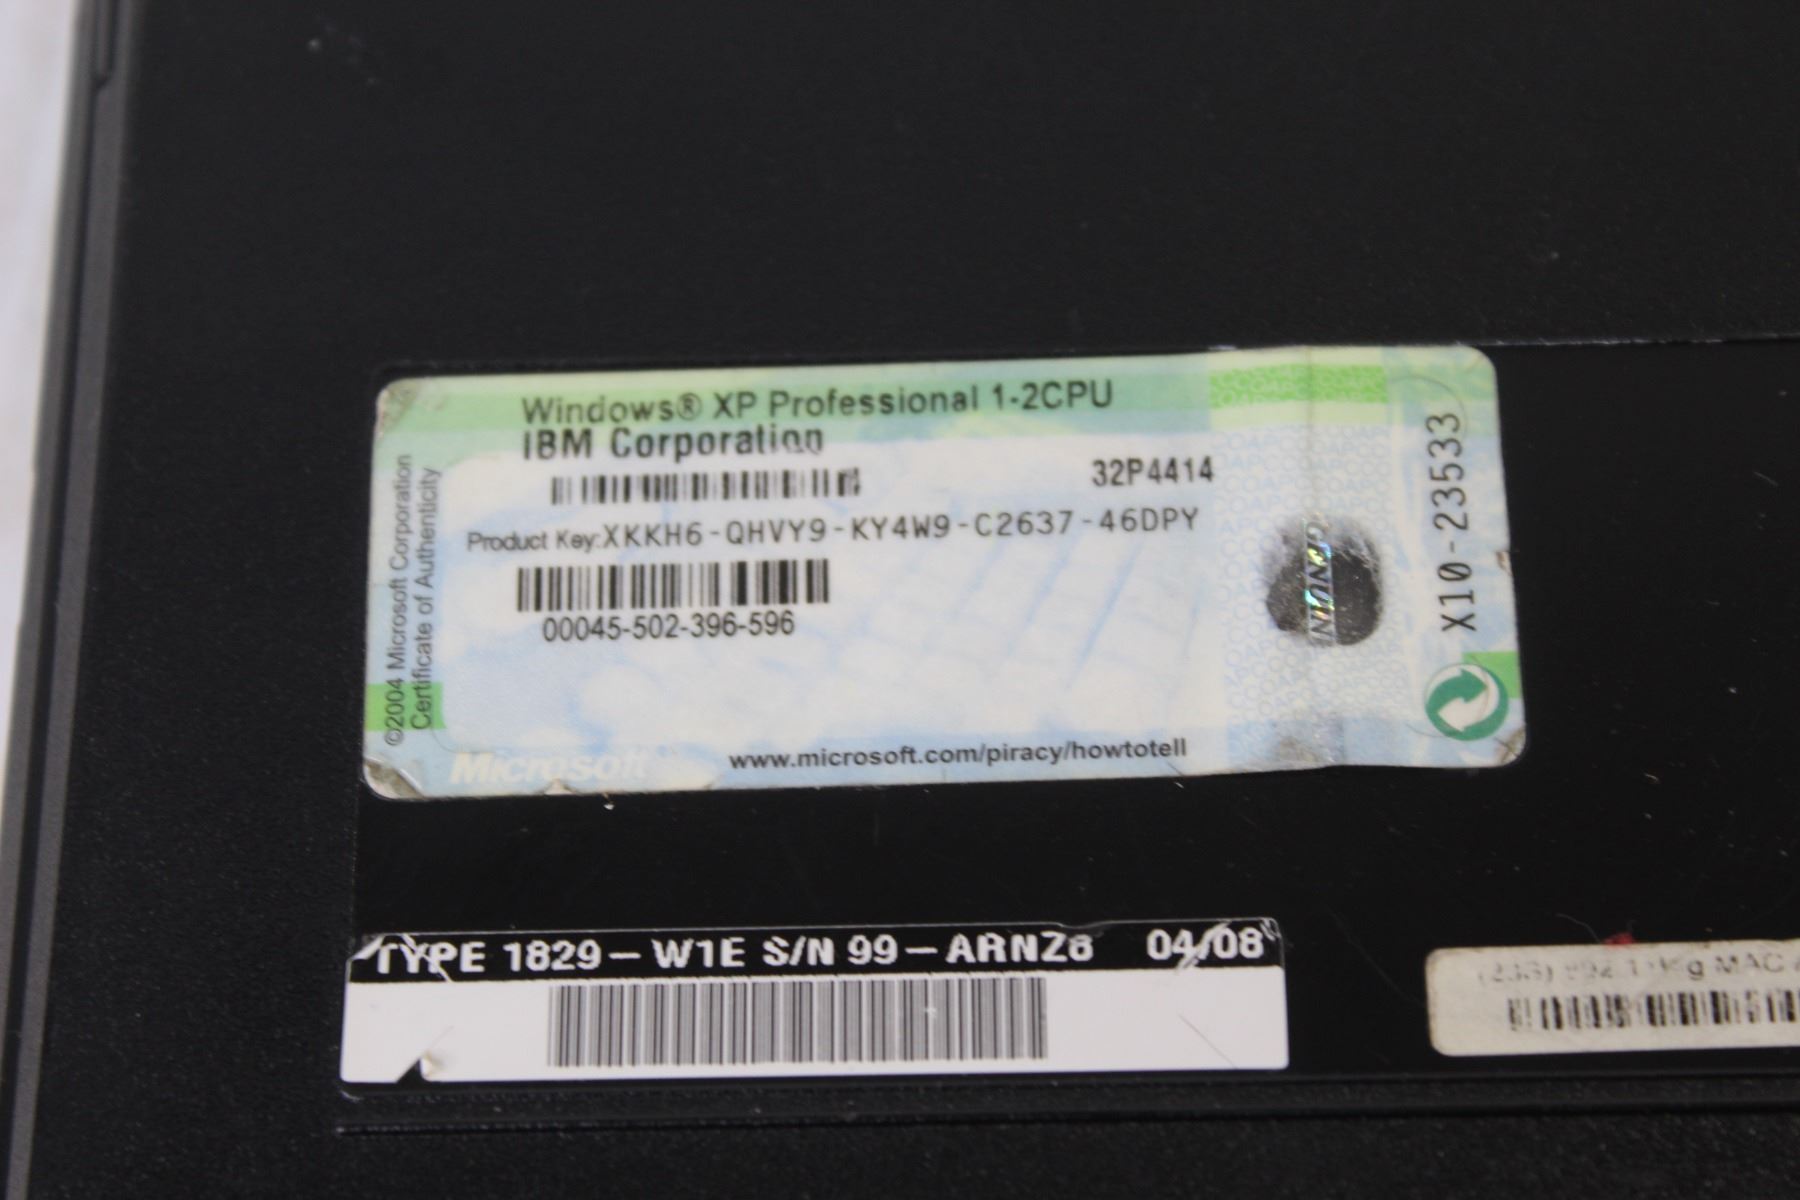 Windows® XP Professional 1-2CPU
IBM Corporation
32P4414
Product Key:XKKH6-QHVY9-KY4W9-C2637-46DPY
00045-502-396-596
©2004 Microsoft Corporation
Certificate of Authenticity
Microsoft
www.microsoft.com/piracy/howtotell
X10-23533
TYPE 1829-W1E S/N 99-ARNZ8 04/08
Kg MAC